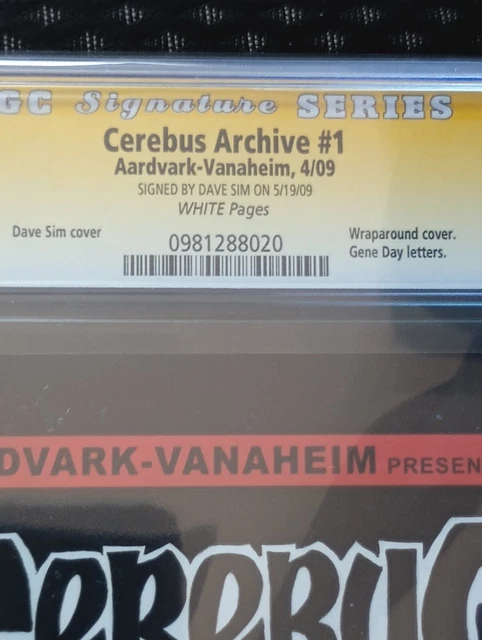 GC Signature SERIES
Cerebus Archive #1
Aardvark-Vanaheim, 4/09
SIGNED BY DAVE SIM ON 5/19/09
WHITE Pages
Dave Sim cover
0981288020
Wraparound cover.
Gene Day letters.
DVARK-VANAHEIM PRESEN
erebu